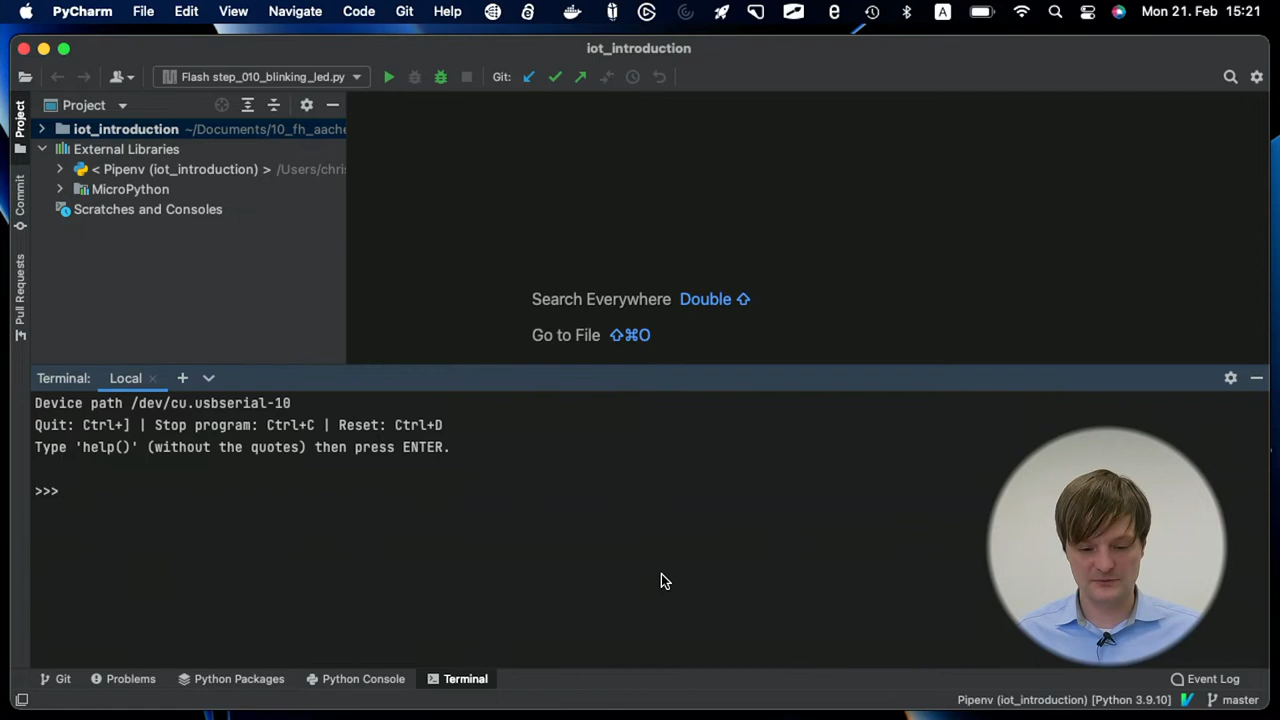 PyCharm File Edit View Navigate Code Git Help A Mon 21. Feb 15:21
iot_introduction
Flash step_010_blinking_led.py Git:
Project
iot_introduction ~/Documents/10_fh_aache
External Libraries
< Pipenv (iot_introduction) > /Users/chri
MicroPython
Scratches and Consoles
Project
Commit
Pull Requests
Search Everywhere Double ⇧
Go to File ⇧⌘O
Terminal: Local
Device path /dev/cu.usbserial-10
Quit: Ctrl+] | Stop program: Ctrl+C | Reset: Ctrl+D
Type 'help()' (without the quotes) then press ENTER.
>>>
Git Problems Python Packages Python Console Terminal Event Log
Pipenv (iot_introduction) [Python 3.9.10] master